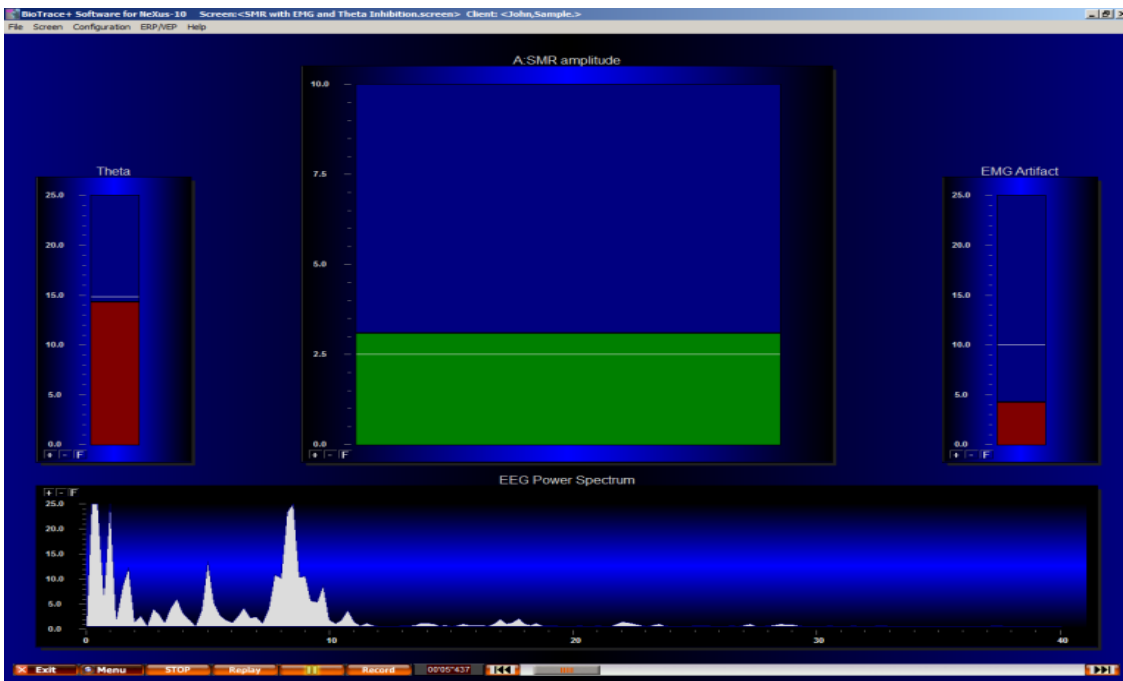 BioTrace+ Software for NeXus-10 Screen:<SMR with EMG and Theta Inhibition.screen> Client: <John,Sample.>
File Screen Configuration ERP/VEP Help
A:SMR amplitude
10.0
7.5
5.0
2.5
0.0
+ - F
Theta
25.0
20.0
15.0
10.0
5.0
0.0
+ - F
EMG Artifact
25.0
20.0
15.0
10.0
5.0
0.0
+ - F
EEG Power Spectrum
+ - F
25.0
20.0
15.0
10.0
5.0
0.0
0 10 20 30 40
Exit Menu STOP Replay Record 00'05"437